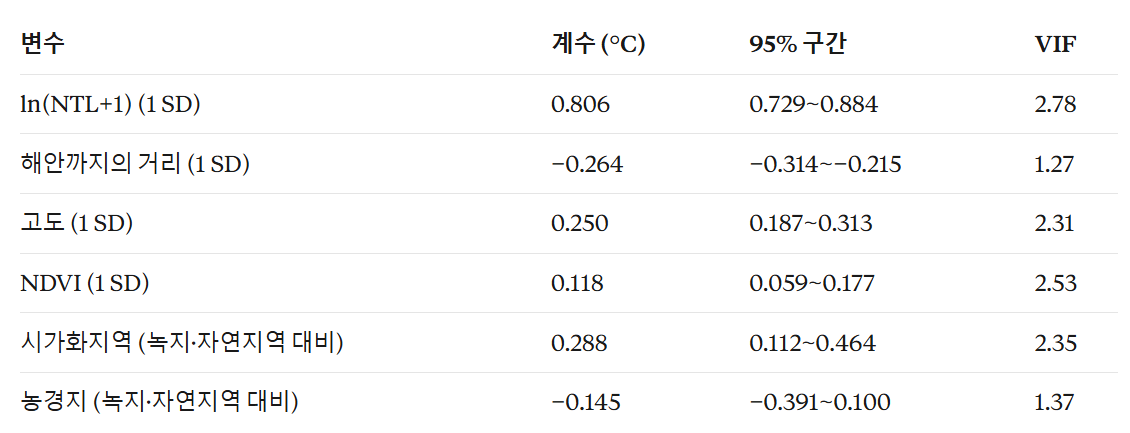 변수 계수 (°C) 95% 구간 VIF
ln(NTL+1) (1 SD) 0.806 0.729~0.884 2.78
해안까지의 거리 (1 SD) −0.264 −0.314~−0.215 1.27
고도 (1 SD) 0.250 0.187~0.313 2.31
NDVI (1 SD) 0.118 0.059~0.177 2.53
시가화지역 (녹지·자연지역 대비) 0.288 0.112~0.464 2.35
농경지 (녹지·자연지역 대비) −0.145 −0.391~0.100 1.37